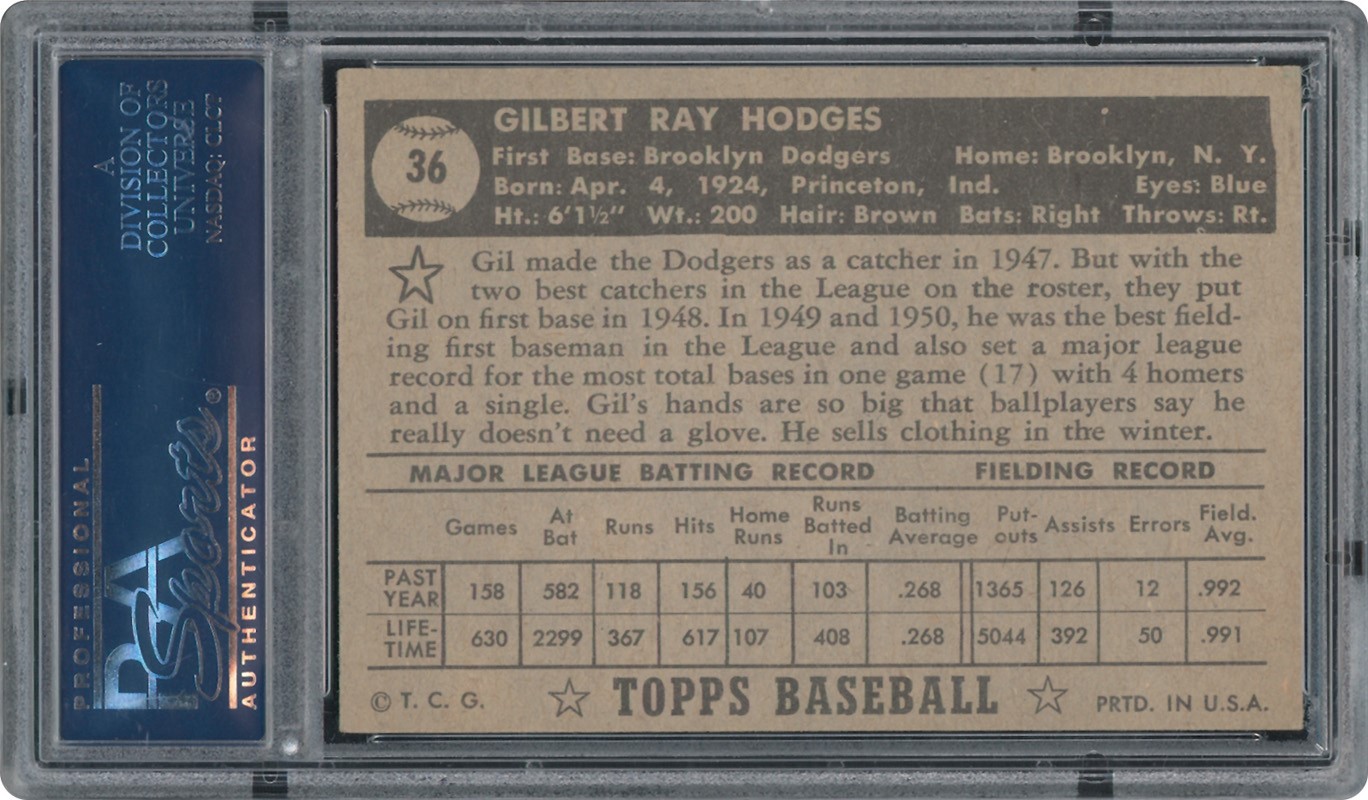 A
DIVISION OF
COLLECTORS
UNIVERSE
NASDAQ: CLCT
PROFESSIONAL
PSA
Sports®
AUTHENTICATOR
36
GILBERT RAY HODGES
First Base: Brooklyn Dodgers Home: Brooklyn, N. Y.
Born: Apr. 4, 1924, Princeton, Ind. Eyes: Blue
Ht.: 6'1½" Wt.: 200 Hair: Brown Bats: Right Throws: Rt.
Gil made the Dodgers as a catcher in 1947. But with the
two best catchers in the League on the roster, they put
Gil on first base in 1948. In 1949 and 1950, he was the best field-
ing first baseman in the League and also set a major league
record for the most total bases in one game (17) with 4 homers
and a single. Gil's hands are so big that ballplayers say he
really doesn't need a glove. He sells clothing in the winter.
MAJOR LEAGUE BATTING RECORD FIELDING RECORD
Games At Bat Runs Hits Home Runs Runs Batted In Batting Average Put-outs Assists Errors Field. Avg.
PAST YEAR 158 582 118 156 40 103 .268 1365 126 12 .992
LIFE-TIME 630 2299 367 617 107 408 .268 5044 392 50 .991
© T. C. G. TOPPS BASEBALL PRTD. IN U.S.A.